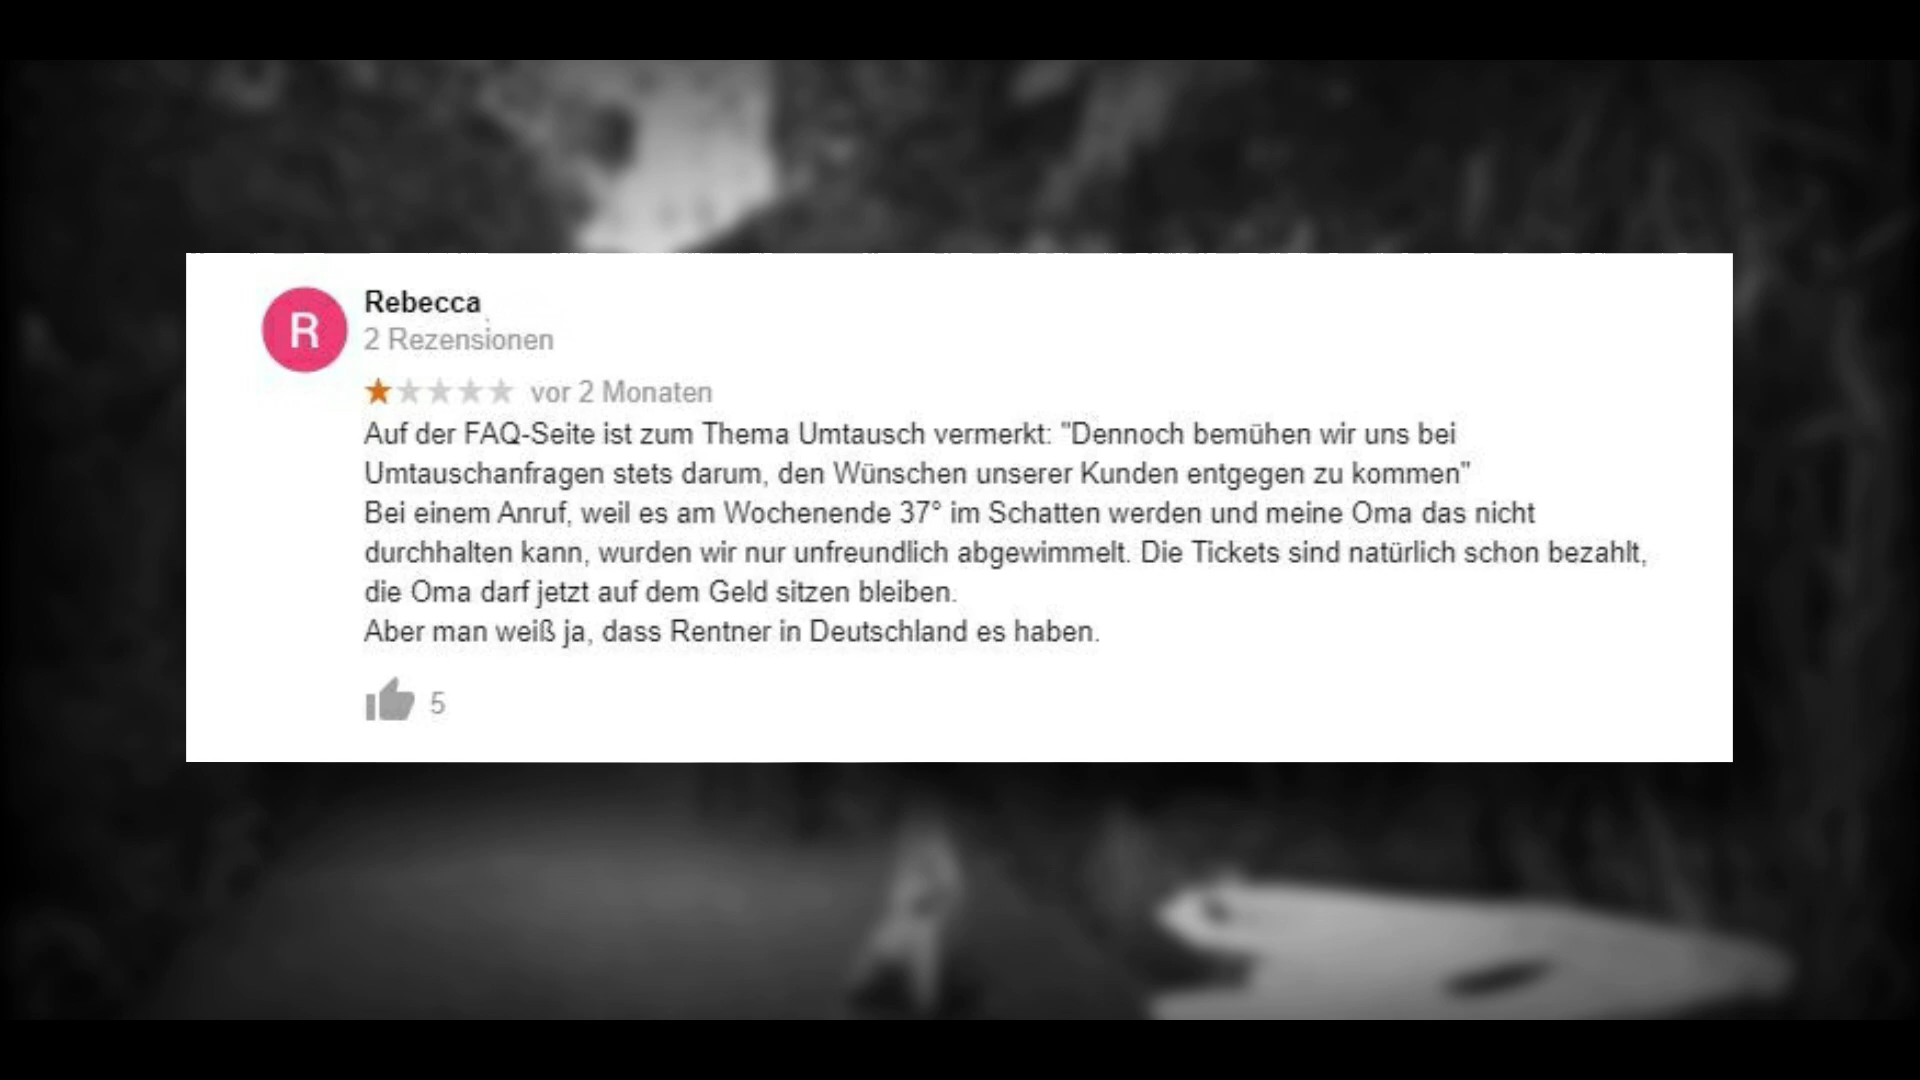 R
Rebecca
2 Rezensionen
vor 2 Monaten
Auf der FAQ-Seite ist zum Thema Umtausch vermerkt: "Dennoch bemühen wir uns bei
Umtauschanfragen stets darum, den Wünschen unserer Kunden entgegen zu kommen"
Bei einem Anruf, weil es am Wochenende 37° im Schatten werden und meine Oma das nicht
durchhalten kann, wurden wir nur unfreundlich abgewimmelt. Die Tickets sind natürlich schon bezahlt,
die Oma darf jetzt auf dem Geld sitzen bleiben.
Aber man weiß ja, dass Rentner in Deutschland es haben.
5